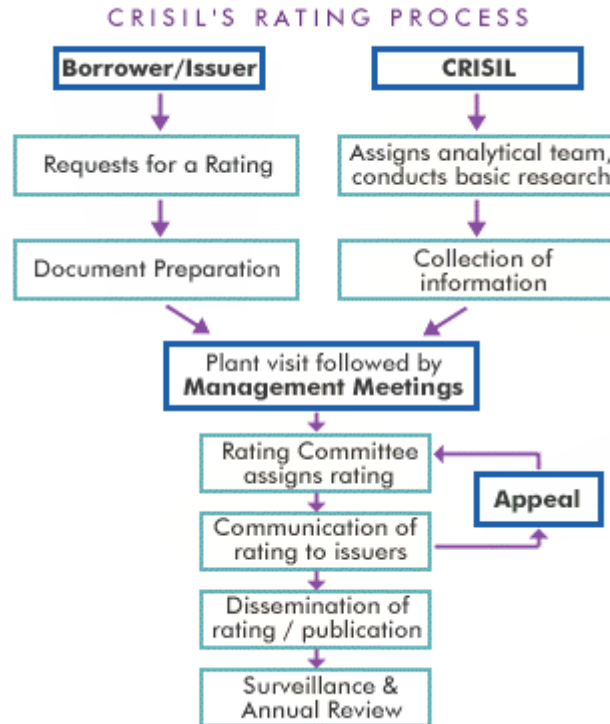 CRISIL'S RATING PROCESS
Borrower/Issuer
CRISIL
Requests for a Rating
Assigns analytical team,
conducts basic research
Document Preparation
Collection of
information
Plant visit followed by
Management Meetings
Rating Committee
assigns rating
Appeal
Communication of
rating to issuers
Dissemination of
rating / publication
Surveillance &
Annual Review